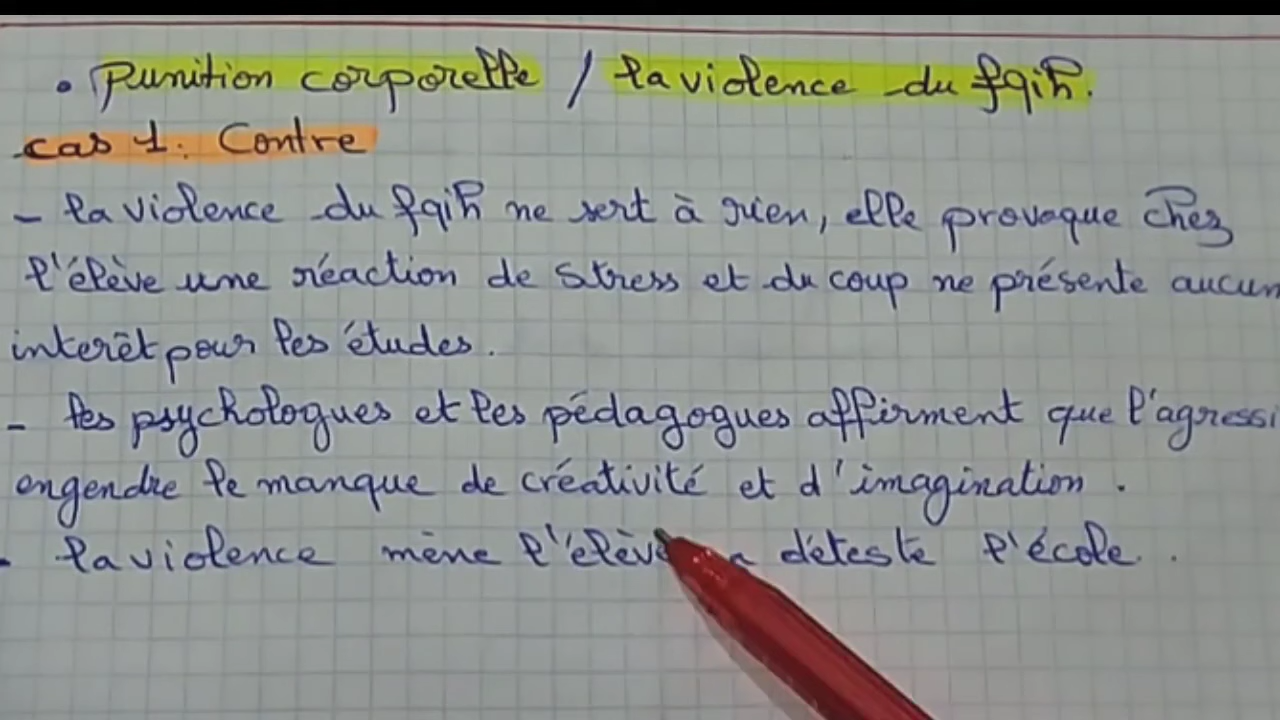 • Punition corporelle / la violence du fqih.
cas 1. Contre
- la violence du fqih ne sert à rien, elle provoque chez
l'élève une réaction de stress et du coup ne présente aucun
interêt pour les études.
- les psychologues et les pédagogues affirment que l'agressi
engendre le manque de créativité et d'imagination.
- la violence mène l'élève déteste l'école.